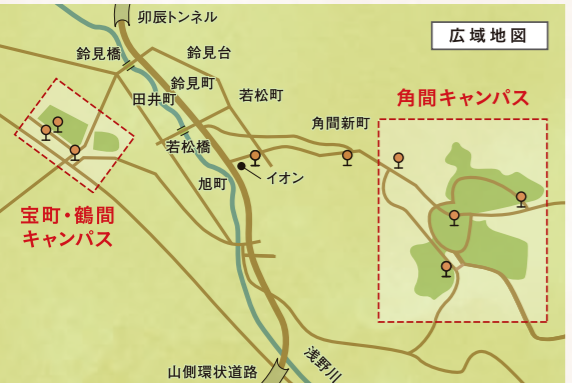 卯辰トンネル
広域地図
鈴見橋
鈴見台
鈴見町
田井町
若松町
角間キャンパス
角間新町
若松橋
旭町
イオン
宝町・鶴間
キャンパス
浅野川
山側環状道路